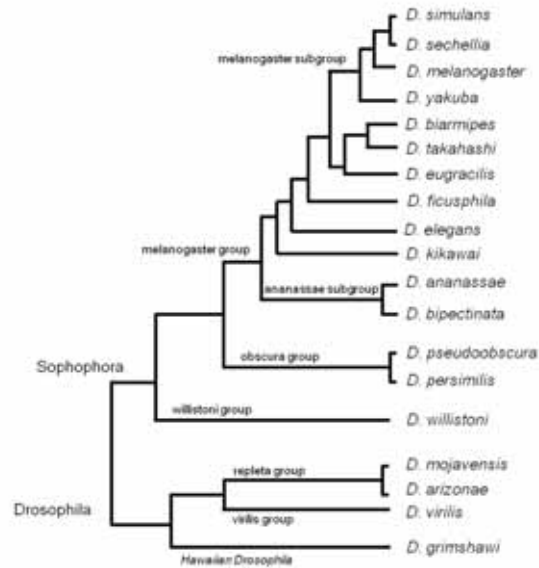 D. simulans
D. sechellia
melanogaster subgroup
D. melanogaster
D. yakuba
D. biarmipes
D. takahashi
D. eugracilis
D. ficusphila
D. elegans
melanogaster group
D. kikawai
ananassae subgroup
D. ananassae
D. bipectinata
obscura group
D. pseudoobscura
Sophophora
D. persimilis
willistoni group
D. willistoni
repleta group
D. mojavensis
D. arizonae
Drosophila
virilis group
D. virilis
D. grimshawi
Hawaiian Drosophila